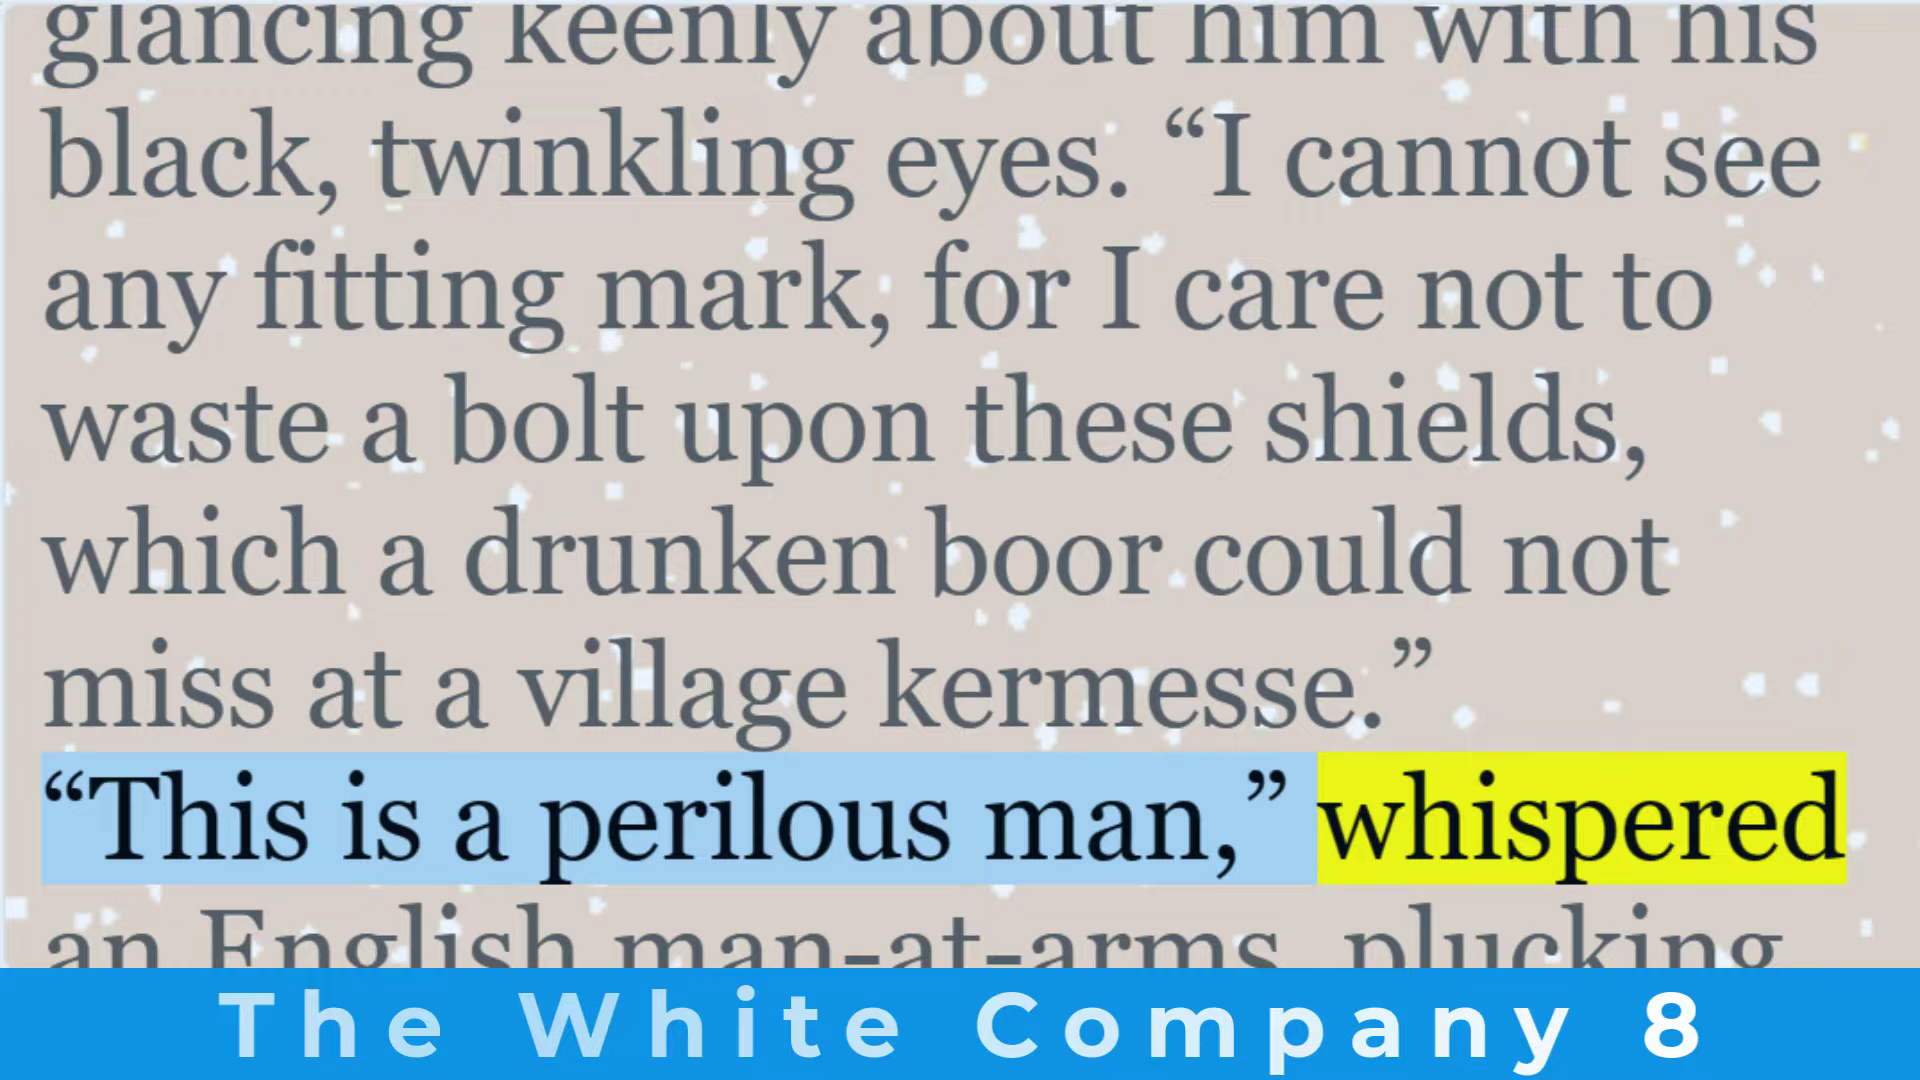 glancing keenly about him with his
black, twinkling eyes. “I cannot see
any fitting mark, for I care not to
waste a bolt upon these shields,
which a drunken boor could not
miss at a village kermesse.”
“This is a perilous man,” whispered
an English man-at-arms, plucking
The White Company 8